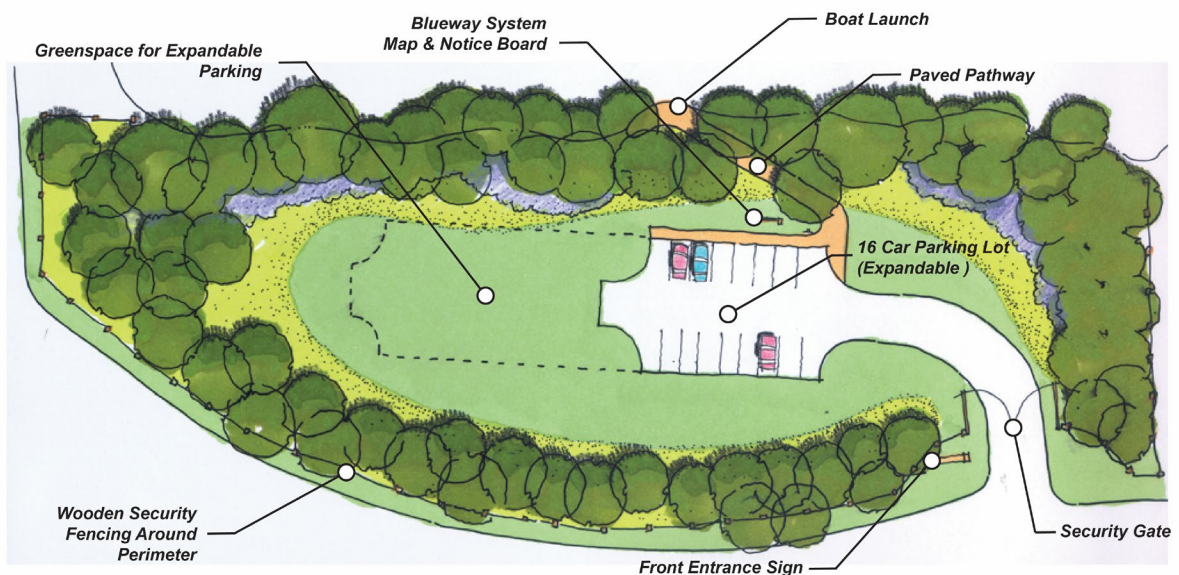 Blueway System
Map & Notice Board
Boat Launch
Greenspace for Expandable
Parking
Paved Pathway
16 Car Parking Lot
(Expandable )
Wooden Security
Fencing Around
Perimeter
Security Gate
Front Entrance Sign